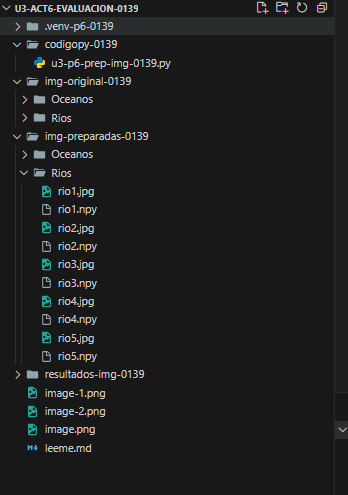 U3-ACT6-EVALUACION-0139
.venv-p6-0139
codigopy-0139
u3-p6-prep-img-0139.py
img-original-0139
Oceanos
Rios
img-preparadas-0139
Oceanos
Rios
rio1.jpg
rio1.npy
rio2.jpg
rio2.npy
rio3.jpg
rio3.npy
rio4.jpg
rio4.npy
rio5.jpg
rio5.npy
resultados-img-0139
image-1.png
image-2.png
image.png
leeme.md